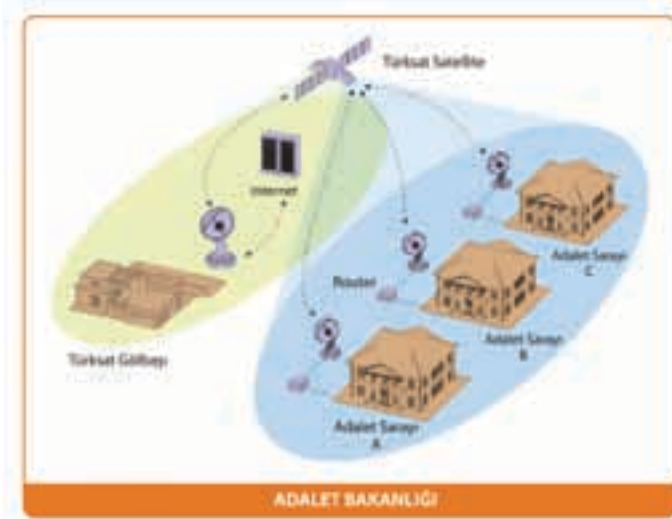 Türksat Satellite
Internet
Adalet Sarayı
C
Router
Adalet Sarayı
B
Türksat Gölbaşı
Adalet Sarayı
A
ADALET BAKANLIĞI